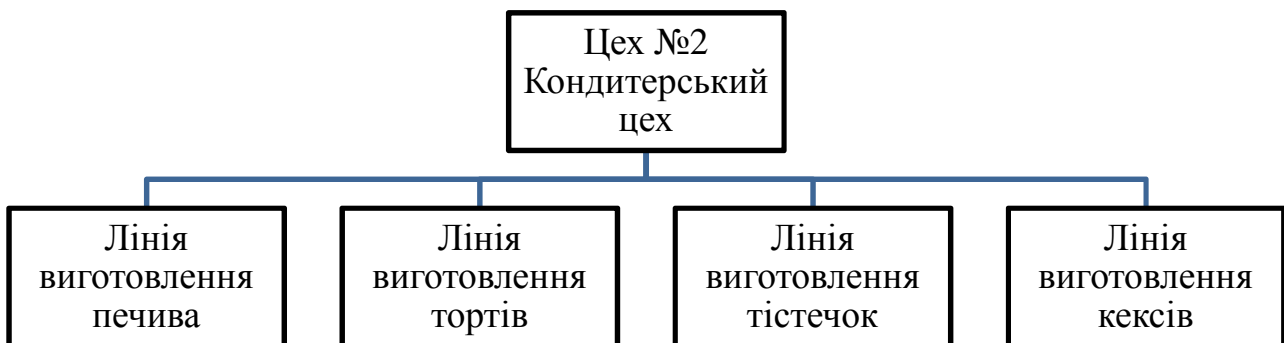 Цех №2
Кондитерський
цех
Лінія
виготовлення
печива
Лінія
виготовлення
тортів
Лінія
виготовлення
тістечок
Лінія
виготовлення
кексів